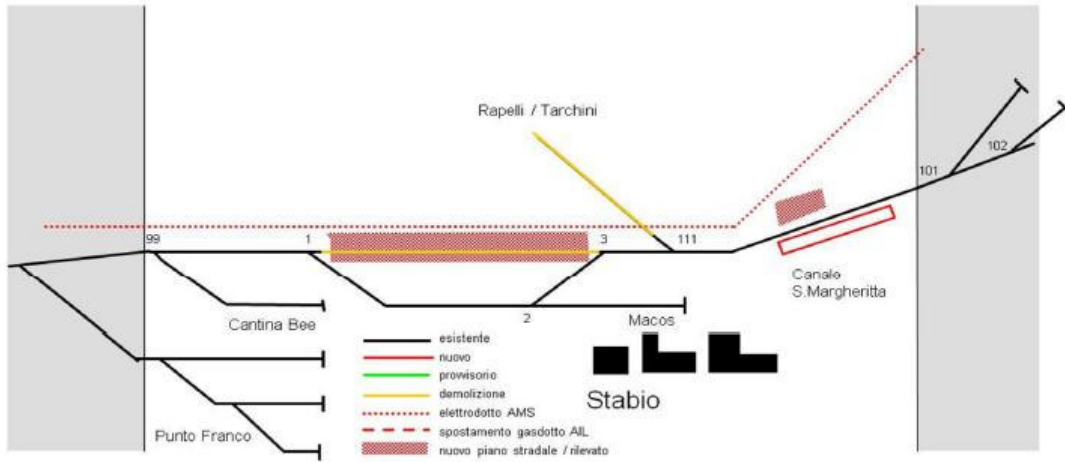 Rapelli / Tarchini
102
101
99
1
3
111
Canale
S.Margheritta
Cantina Bee
2
Macos
esistente
nuovo
provvisorio
demolizione
elettrodotto AMS
spostamento gasdotto AIL
nuovo piano stradale / rilevato
Stabio
Punto Franco